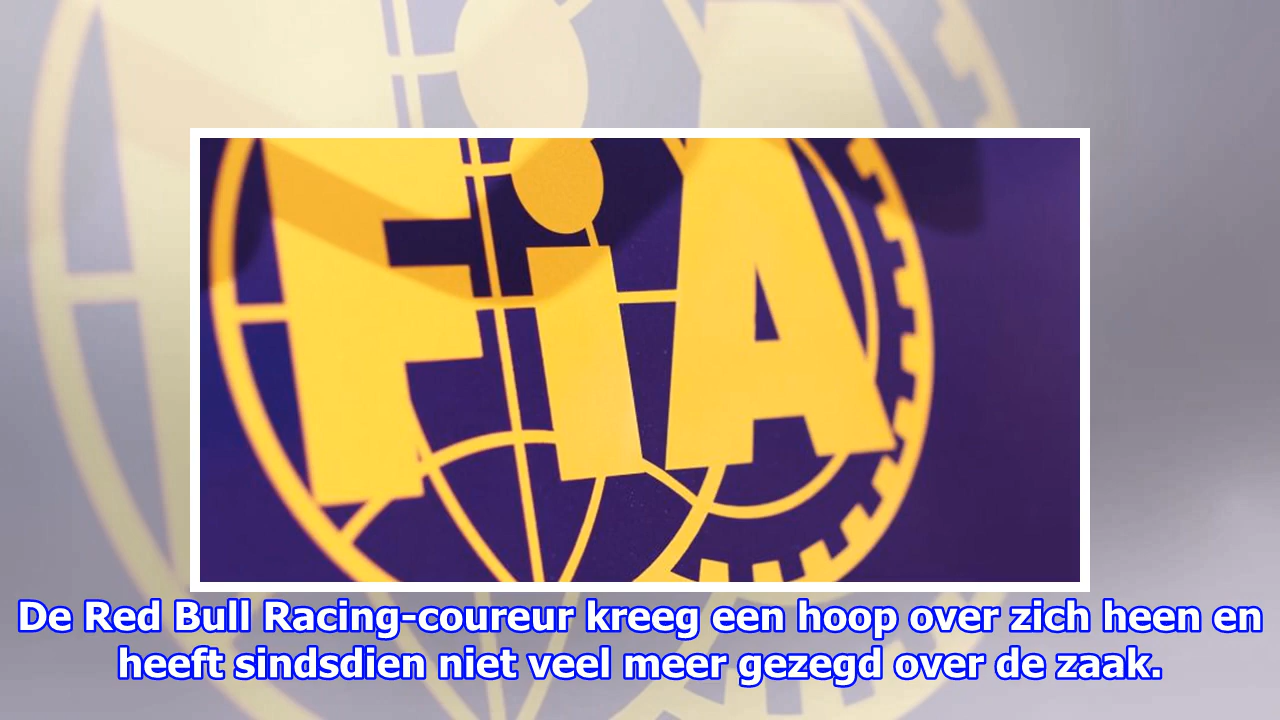 FiA
De Red Bull Racing-coureur kreeg een hoop over zich heen en
heeft sindsdien niet veel meer gezegd over de zaak.